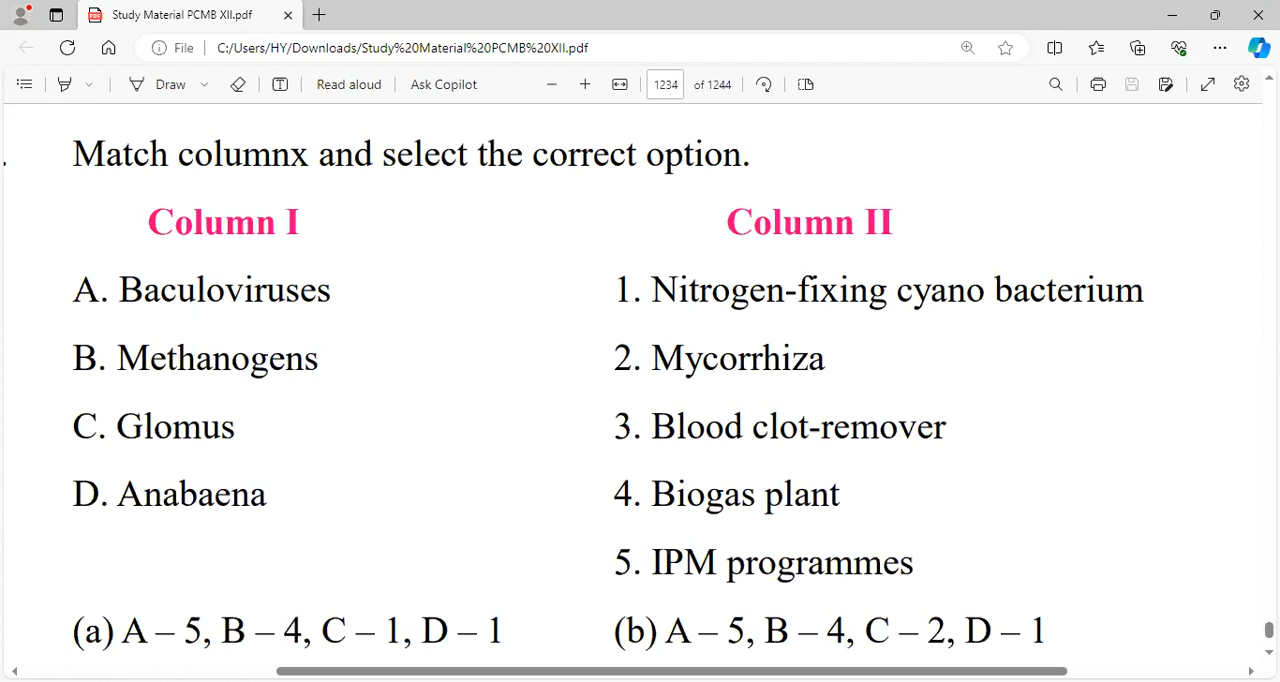 Study Material PCMB XII.pdf
File C:/Users/HY/Downloads/Study%20Material%20PCMB%20XII.pdf
Draw Read aloud Ask Copilot 1234 of 1244
Match columnx and select the correct option.
Column I Column II
A. Baculoviruses 1. Nitrogen-fixing cyano bacterium
B. Methanogens 2. Mycorrhiza
C. Glomus 3. Blood clot-remover
D. Anabaena 4. Biogas plant
5. IPM programmes
(a) A – 5, B – 4, C – 1, D – 1 (b) A – 5, B – 4, C – 2, D – 1